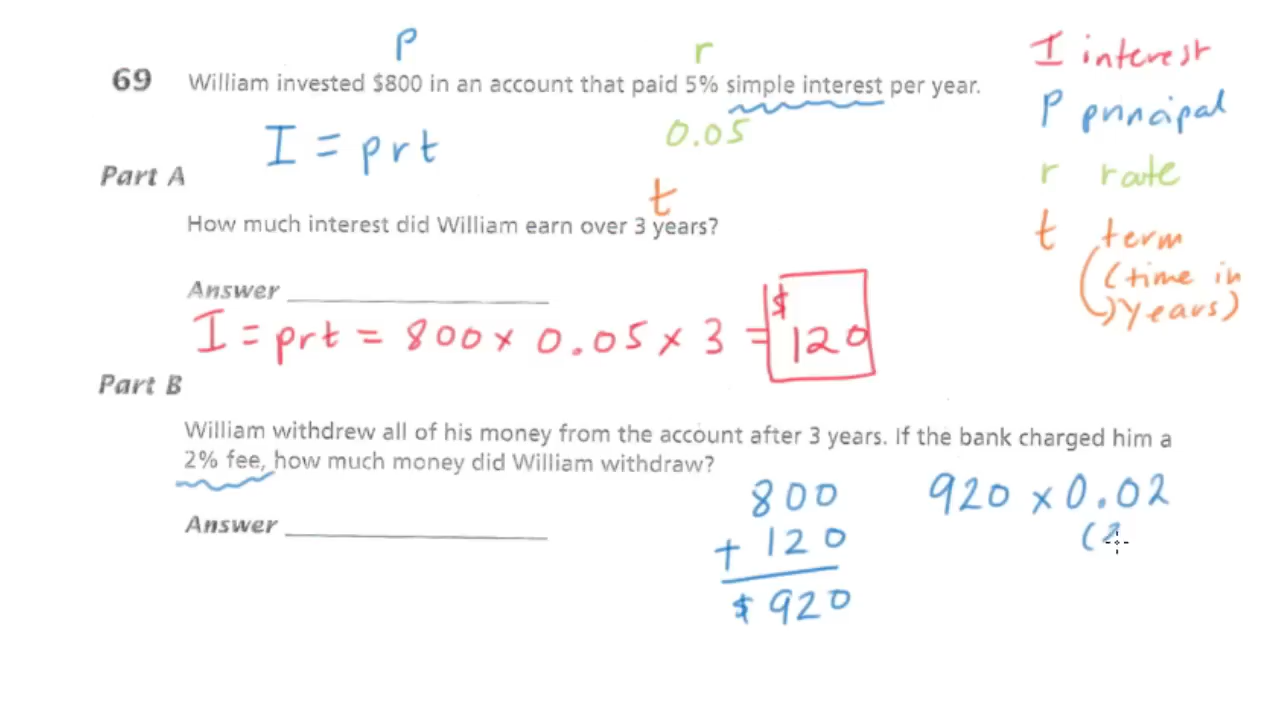 P r
69 William invested $800 in an account that paid 5% simple interest per year.
I = prt 0.05
Part A
t
How much interest did William earn over 3 years?
Answer
I = prt = 800 x 0.05 x 3 = $120
Part B
William withdrew all of his money from the account after 3 years. If the bank charged him a
2% fee, how much money did William withdraw?
Answer
800
+ 120
$920
920 x 0.02
(2
I interest
P principal
r rate
t term
(time in
years)